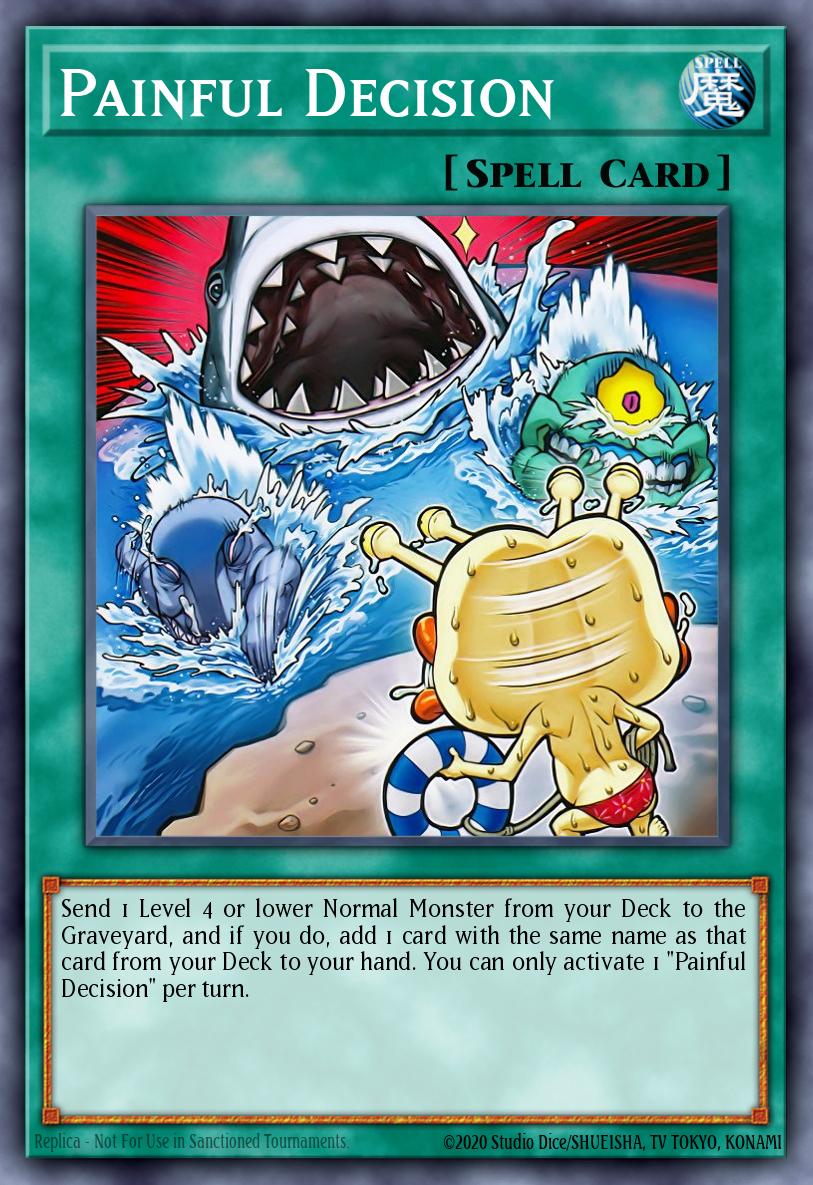 Painful Decision
SPELL
魔
[ Spell Card ]
Send 1 Level 4 or lower Normal Monster from your Deck to the
Graveyard, and if you do, add 1 card with the same name as that
card from your Deck to your hand. You can only activate 1 "Painful
Decision" per turn.
Replica - Not For Use in Sanctioned Tournaments.
©2020 Studio Dice/SHUEISHA, TV TOKYO, KONAMI